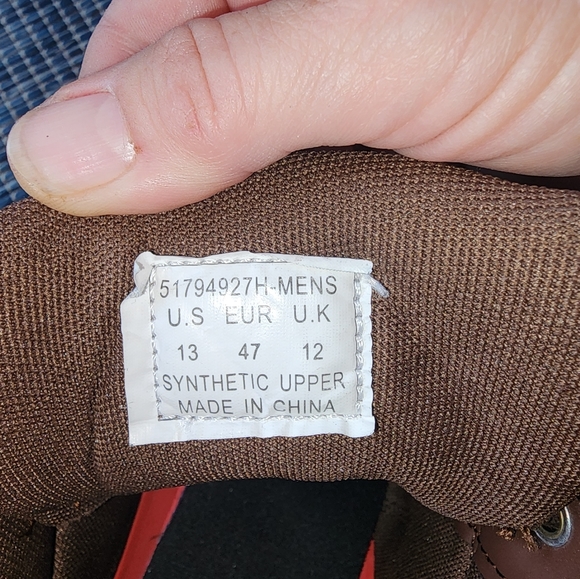 51794927H-MENS
U.S EUR U.K
13 47 12
SYNTHETIC UPPER
MADE IN CHINA